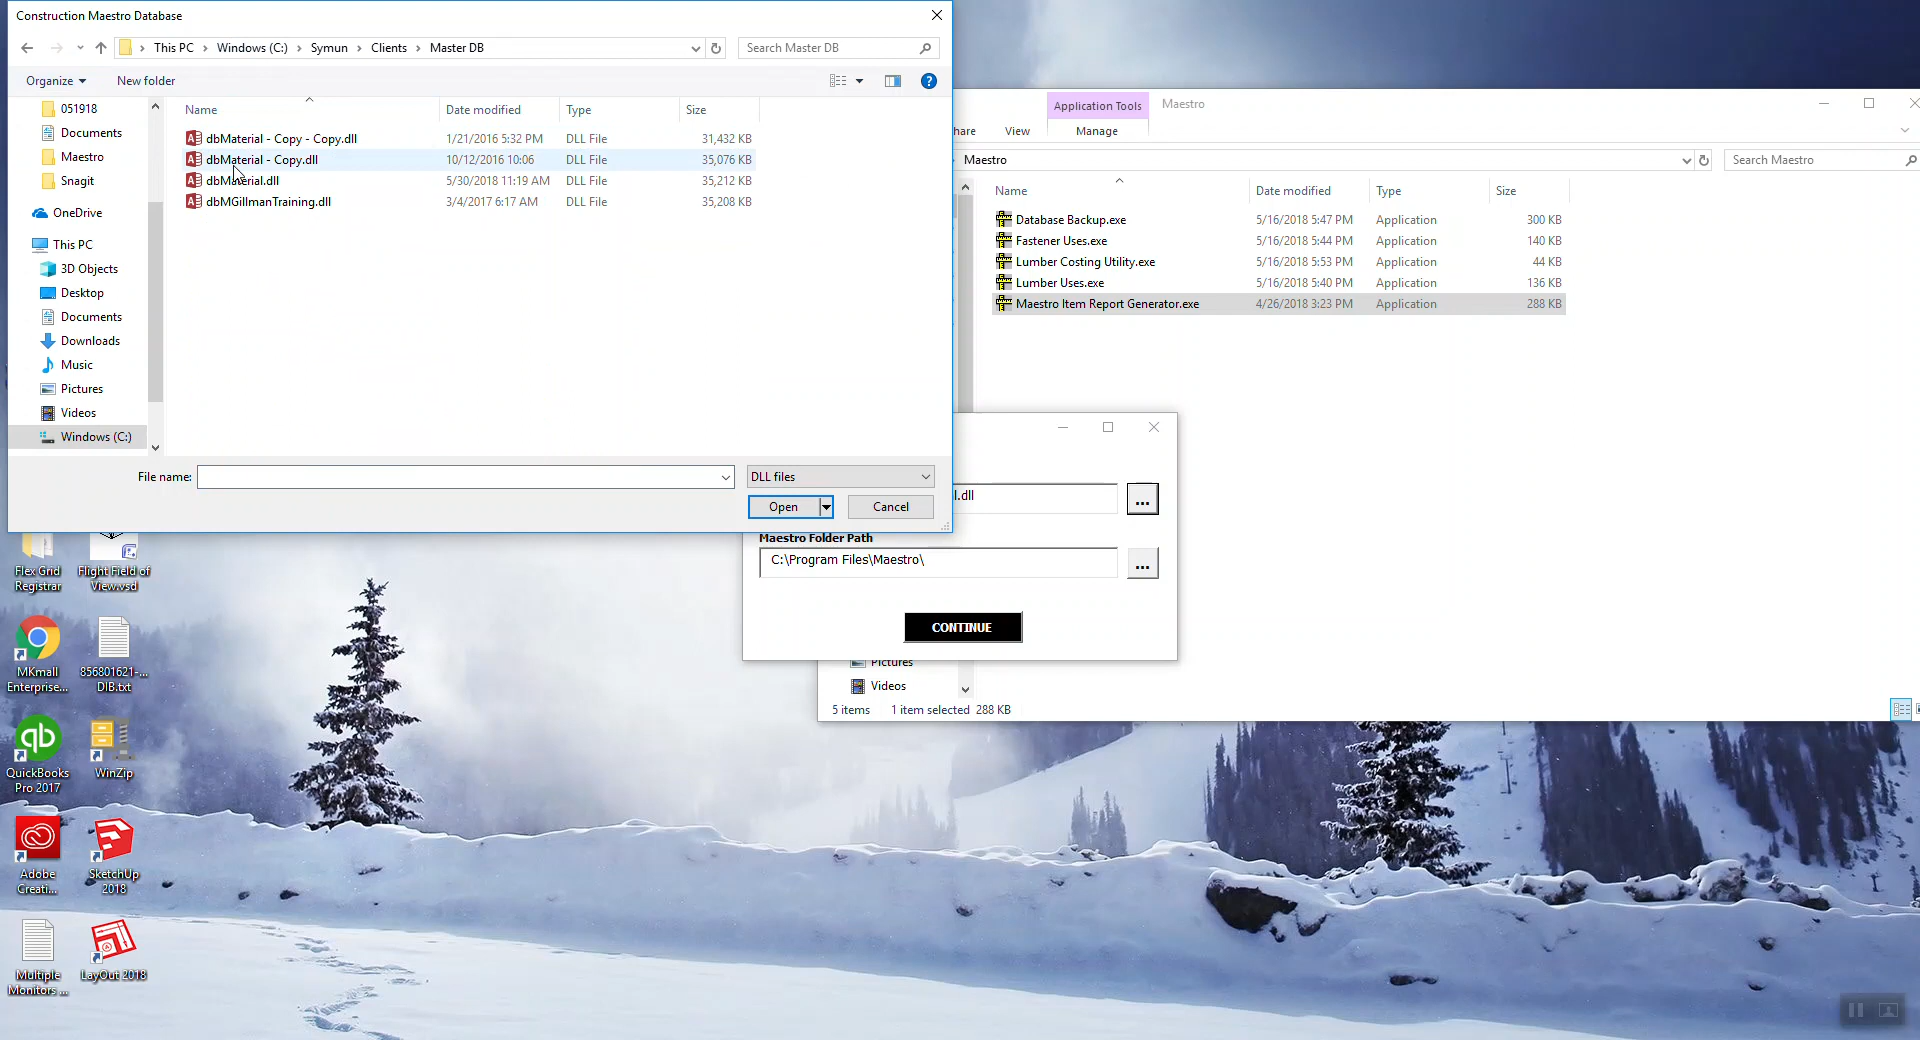 Construction Maestro Database
This PC > Windows (C:) > Symun > Clients > Master DB
Search Master DB
Organize
New folder
Name
Date modified
Type
Size
051918
Documents
Maestro
Snagit
OneDrive
This PC
3D Objects
Desktop
Documents
Downloads
Music
Pictures
Videos
Windows (C:)
dbMaterial - Copy - Copy.dll 1/21/2016 5:32 PM DLL File 31,432 KB
dbMaterial - Copy.dll 10/12/2016 10:06 DLL File 35,076 KB
dbMaterial.dll 5/30/2018 11:19 AM DLL File 35,212 KB
dbMGillmanTraining.dll 3/4/2017 6:17 AM DLL File 35,208 KB
File name:
DLL files
Open
Cancel
Application Tools
Maestro
hare
View
Manage
Maestro
Search Maestro
Name
Date modified
Type
Size
Database Backup.exe 5/16/2018 5:47 PM Application 300 KB
Fastener Uses.exe 5/16/2018 5:44 PM Application 140 KB
Lumber Costing Utility.exe 5/16/2018 5:53 PM Application 44 KB
Lumber Uses.exe 5/16/2018 5:40 PM Application 136 KB
Maestro Item Report Generator.exe 4/26/2018 3:23 PM Application 288 KB
l.dll
...
Maestro Folder Path
C:\Program Files\Maestro\
...
CONTINUE
Pictures
Videos
5 items 1 item selected 288 KB
Flex Grid
Registrar
Flight Field of
View.vsd
MKmall
Enterprise...
856801621-...
DIB.txt
QuickBooks
Pro 2017
WinZip
Adobe
Creati...
SketchUp
2018
Multiple
Monitors ...
LayOut 2018